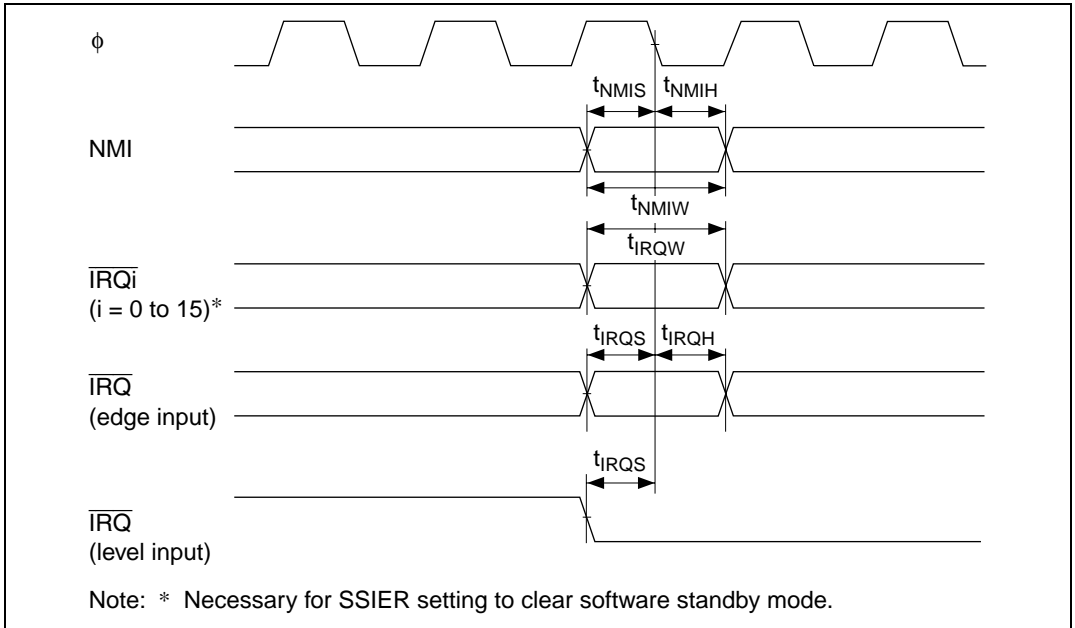 ϕ
tNMIS tNMIH
NMI
tNMIW
tIRQW
IRQi
(i = 0 to 15)*
tIRQS tIRQH
IRQ
(edge input)
tIRQS
IRQ
(level input)
Note: * Necessary for SSIER setting to clear software standby mode.